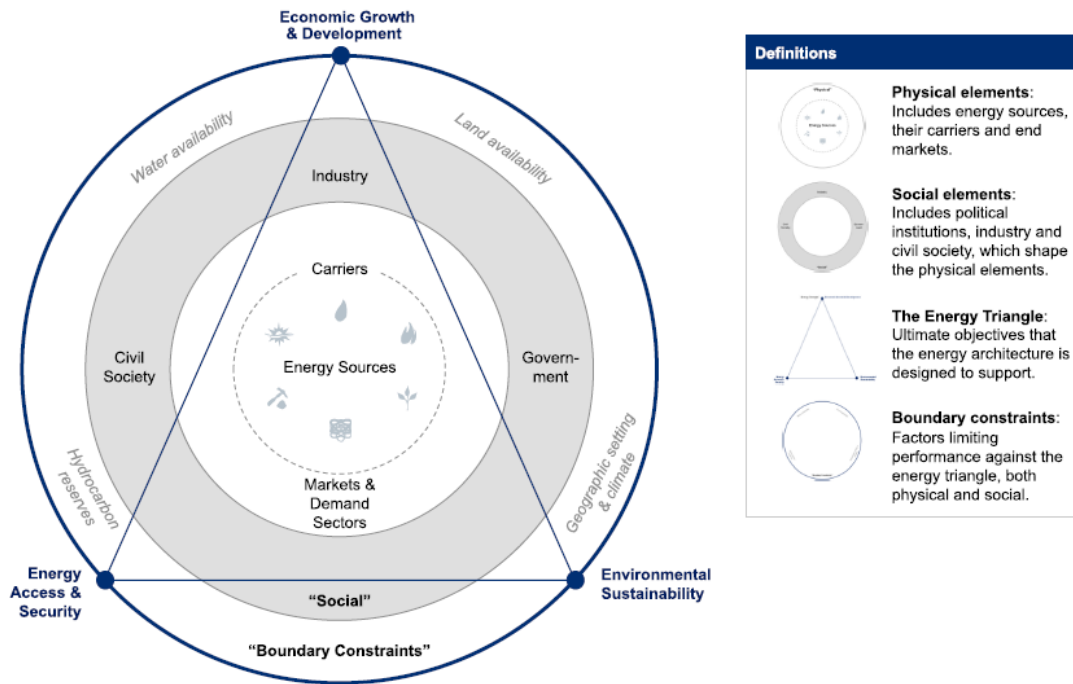 Economic Growth
& Development
Water availability
Land availability
Industry
Carriers
Civil
Society
Energy Sources
Govern-
ment
Markets &
Demand
Sectors
Hydrocarbon
reserves
Geographic setting
& climate
Energy
Access &
Security
Environmental
Sustainability
“Social”
“Boundary Constraints”
Definitions
"Physical"
Energy Sources
Physical elements:
Includes energy sources,
their carriers and end
markets.
Social elements:
Includes political
institutions, industry and
civil society, which shape
the physical elements.
The Energy Triangle:
Ultimate objectives that
the energy architecture is
designed to support.
Boundary constraints:
Factors limiting
performance against the
energy triangle, both
physical and social.